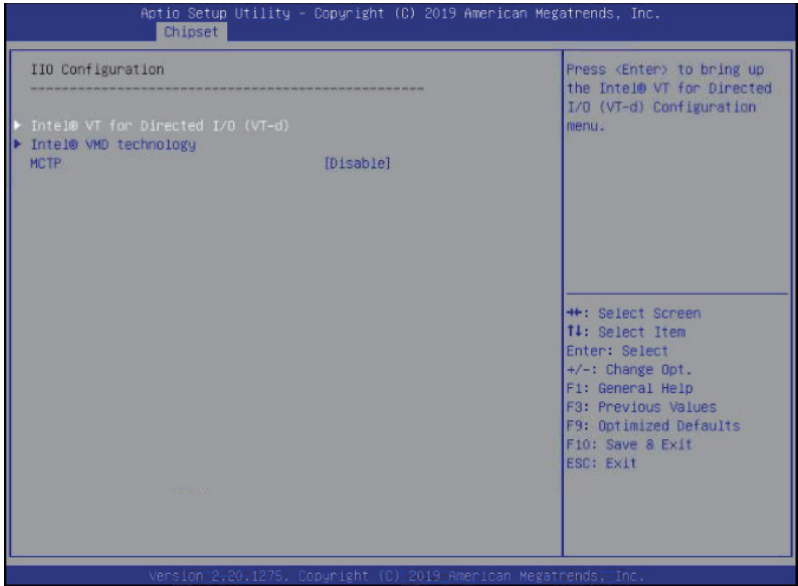 Aptio Setup Utility - Copyright (C) 2019 American Megatrends, Inc.
Chipset
IIO Configuration
--------------------------------------------------
Intel® VT for Directed I/O (VT-d)
Intel® VMD technology
MCTP [Disable]
Press <Enter> to bring up
the Intel® VT for Directed
I/O (VT-d) Configuration
menu.
→←: Select Screen
↑↓: Select Item
Enter: Select
+/-: Change Opt.
F1: General Help
F3: Previous Values
F9: Optimized Defaults
F10: Save & Exit
ESC: Exit
Version 2.20.1275. Copyright (C) 2019 American Megatrends, Inc.